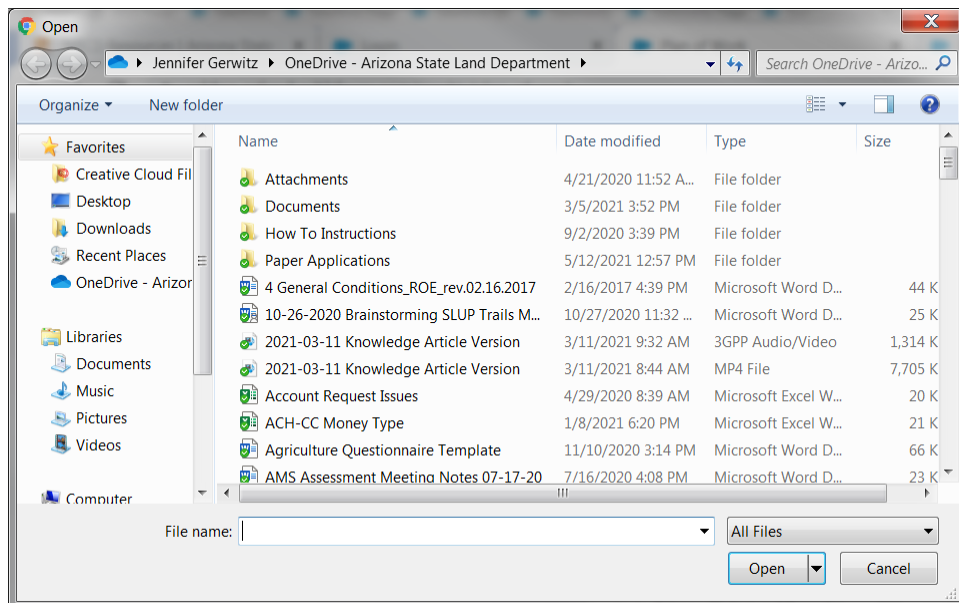 Open
Jennifer Gerwitz OneDrive - Arizona State Land Department Search OneDrive - Arizo...
Organize New folder
Name Date modified Type Size
Favorites
Creative Cloud Fil
Desktop
Downloads
Recent Places
OneDrive - Arizor
Libraries
Documents
Music
Pictures
Videos
Computer
Attachments 4/21/2020 11:52 A... File folder
Documents 3/5/2021 3:52 PM File folder
How To Instructions 9/2/2020 3:39 PM File folder
Paper Applications 5/12/2021 12:57 PM File folder
4 General Conditions_ROE_rev.02.16.2017 2/16/2017 4:39 PM Microsoft Word D... 44 K
10-26-2020 Brainstorming SLUP Trails M... 10/27/2020 11:32 ... Microsoft Word D... 25 K
2021-03-11 Knowledge Article Version 3/11/2021 9:32 AM 3GPP Audio/Video 1,314 K
2021-03-11 Knowledge Article Version 3/11/2021 8:44 AM MP4 File 7,705 K
Account Request Issues 4/29/2020 8:39 AM Microsoft Excel W... 20 K
ACH-CC Money Type 1/8/2021 6:20 PM Microsoft Excel W... 21 K
Agriculture Questionnaire Template 11/10/2020 3:14 PM Microsoft Word D... 66 K
AMS Assessment Meeting Notes 07-17-20 7/16/2020 4:08 PM Microsoft Word D... 23 K
File name: All Files
Open Cancel